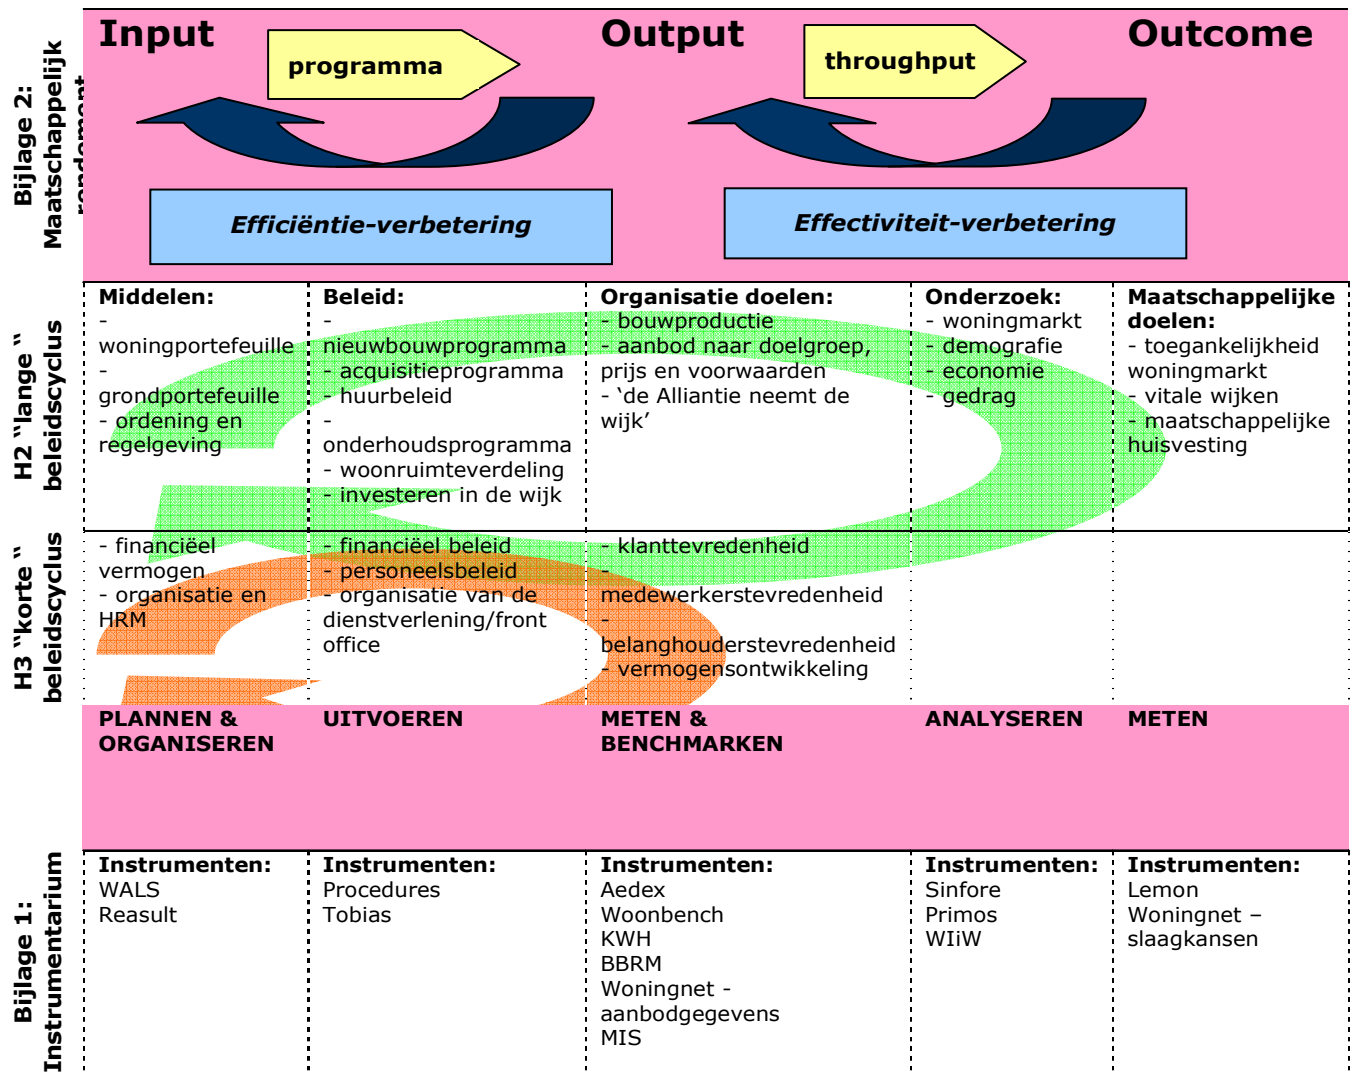 Bijlage 2:
Maatschappelijk
rendement
Input
Output
Outcome
programma
throughput
Efficiëntie-verbetering
Effectiviteit-verbetering
H2 “lange “
beleidscyclus
Middelen:
-
woningportefeuille
-
grondportefeuille
- ordening en
regelgeving
Beleid:
-
nieuwbouwprogramma
- acquisitieprogramma
- huurbeleid
-
onderhoudsprogramma
- woonruimteverdeling
- investeren in de wijk
Organisatie doelen:
- bouwproductie
- aanbod naar doelgroep,
prijs en voorwaarden
- ‘de Alliantie neemt de
wijk’
Onderzoek:
- woningmarkt
- demografie
- economie
- gedrag
Maatschappelijke
doelen:
- toegankelijkheid
woningmarkt
- vitale wijken
- maatschappelijke
huisvesting
H3 “korte “
beleidscyclus
- financiëel
vermogen
- organisatie en
HRM
- financiëel beleid
- personeelsbeleid
- organisatie van de
dienstverlening/front
office
- klanttevredenheid
-
medewerkerstevredenheid
-
belanghouderstevredenheid
- vermogensontwikkeling
PLANNEN &
ORGANISEREN
UITVOEREN
METEN &
BENCHMARKEN
ANALYSEREN
METEN
Bijlage 1:
Instrumentarium
Instrumenten:
WALS
Reasult
Instrumenten:
Procedures
Tobias
Instrumenten:
Aedex
Woonbench
KWH
BBRM
Woningnet -
aanbodgegevens
MIS
Instrumenten:
Sinfore
Primos
WIiW
Instrumenten:
Lemon
Woningnet –
slaagkansen